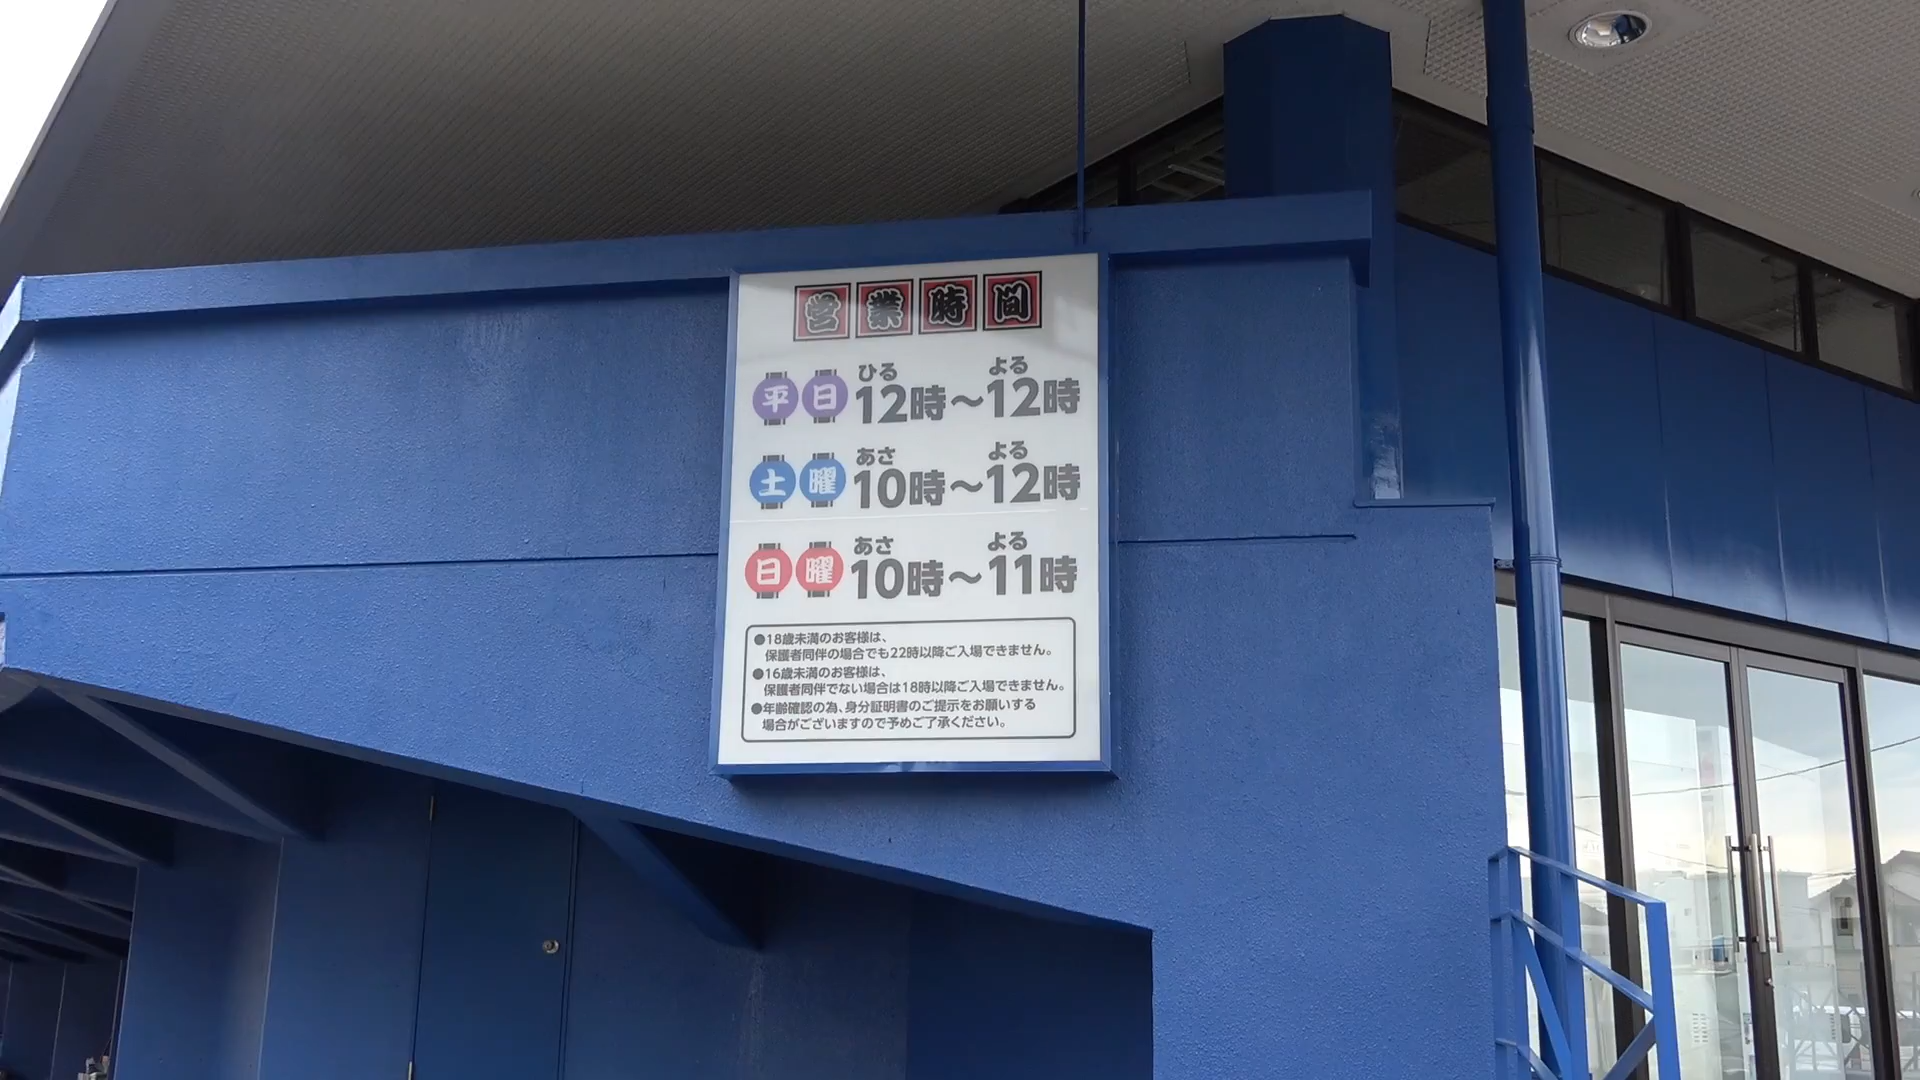 営業時間
ひる よる
平日 12時～12時
あさ よる
土曜 10時～12時
あさ よる
日曜 10時～11時
●18歳未満のお客様は、
保護者同伴の場合でも22時以降ご入場できません。
●16歳未満のお客様は、
保護者同伴でない場合は18時以降ご入場できません。
●年齢確認の為、身分証明書のご提示をお願いする
場合がございますので予めご了承ください。